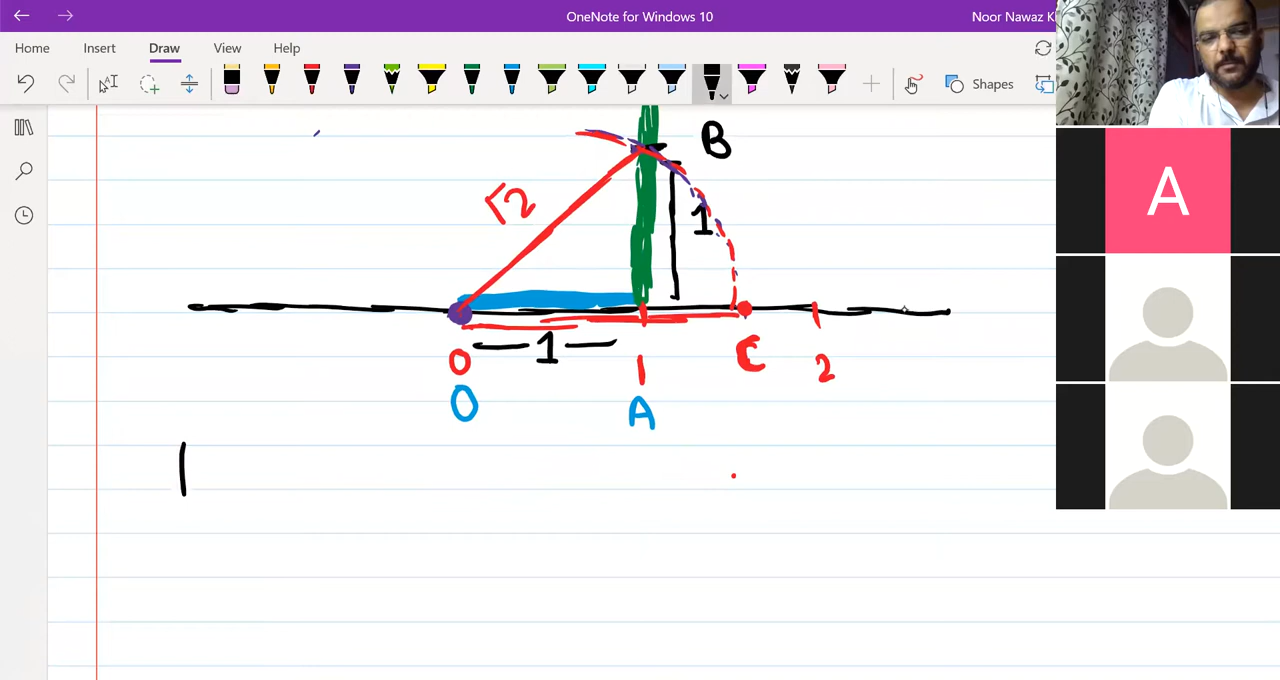 OneNote for Windows 10
Noor Nawaz K
Home Insert Draw View Help
Shapes
B
√2
1
1
0 1 C 2
O A
A